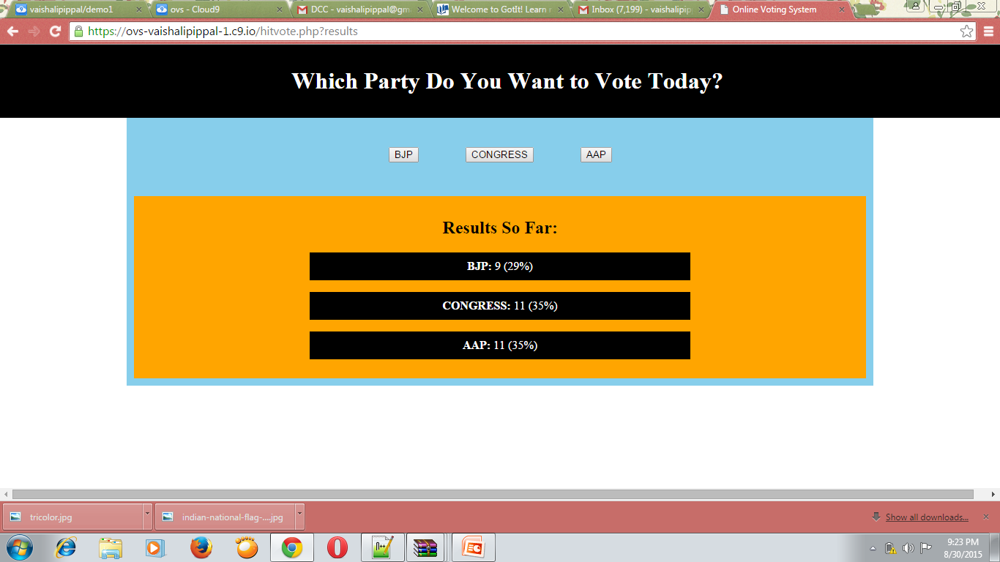 vaishalipippal/demo1
ovs - Cloud9
DCC - vaishalipippal@gm
Welcome to GotIt! Learn
Inbox (7,199) - vaishalipip
Online Voting System
https://ovs-vaishalipippal-1.c9.io/hitvote.php?results
Which Party Do You Want to Vote Today?
BJP CONGRESS AAP
Results So Far:
BJP: 9 (29%)
CONGRESS: 11 (35%)
AAP: 11 (35%)
tricolor.jpg
indian-national-flag-....jpg
Show all downloads...
9:23 PM
8/30/2015